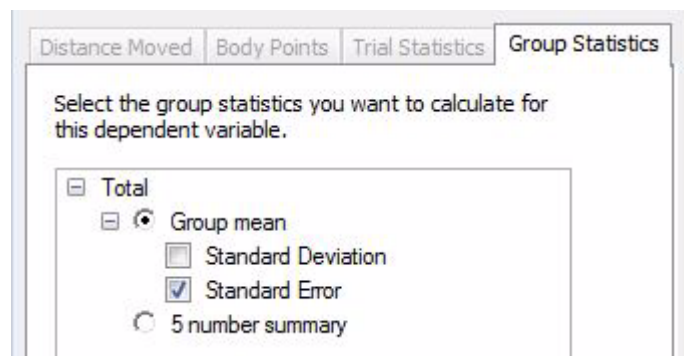 Distance Moved Body Points Trial Statistics Group Statistics
Select the group statistics you want to calculate for
this dependent variable.
Total
Group mean
Standard Deviation
Standard Error
5 number summary